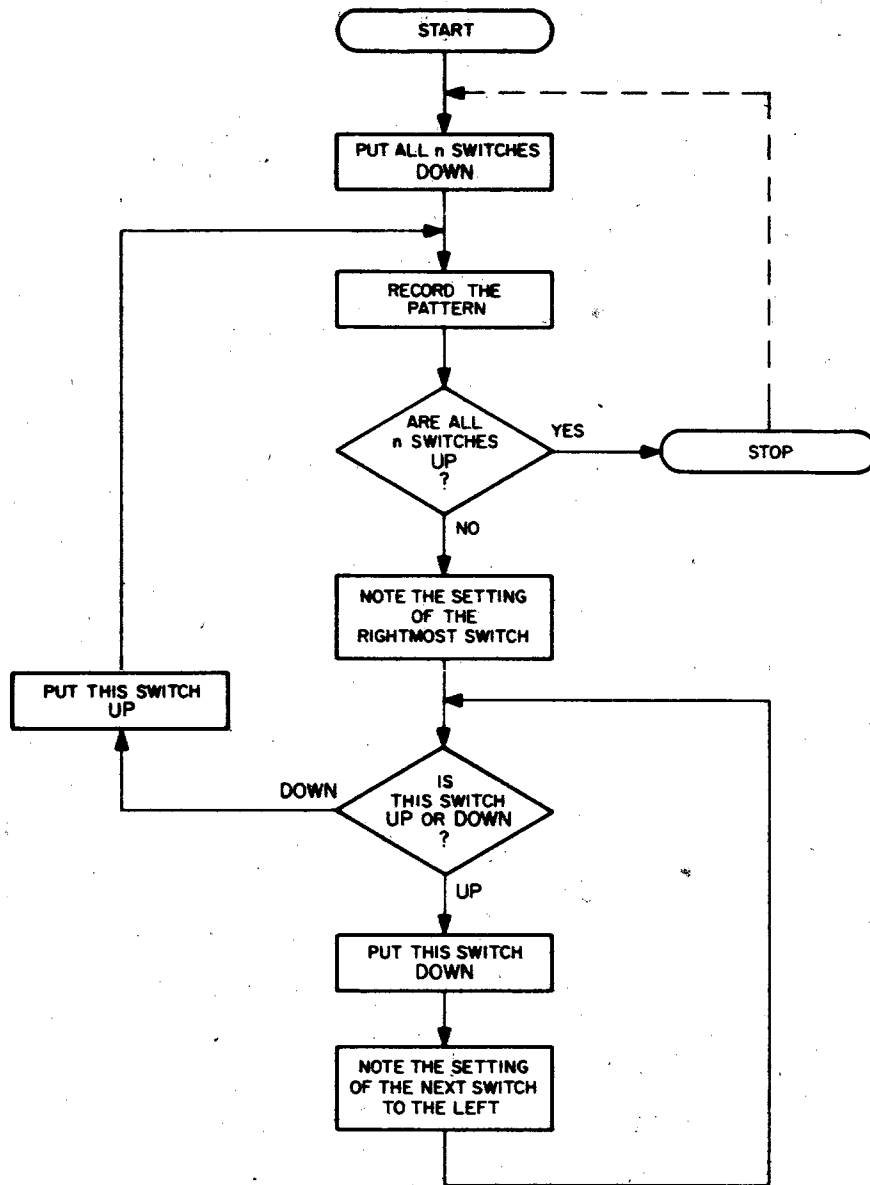 START
PUT ALL n SWITCHES
DOWN
RECORD THE
PATTERN
ARE ALL
n SWITCHES
UP
?
YES
STOP
NO
NOTE THE SETTING
OF THE
RIGHTMOST SWITCH
PUT THIS SWITCH
UP
DOWN
IS
THIS SWITCH
UP OR DOWN
?
UP
PUT THIS SWITCH
DOWN
NOTE THE SETTING
OF THE NEXT SWITCH
TO THE LEFT